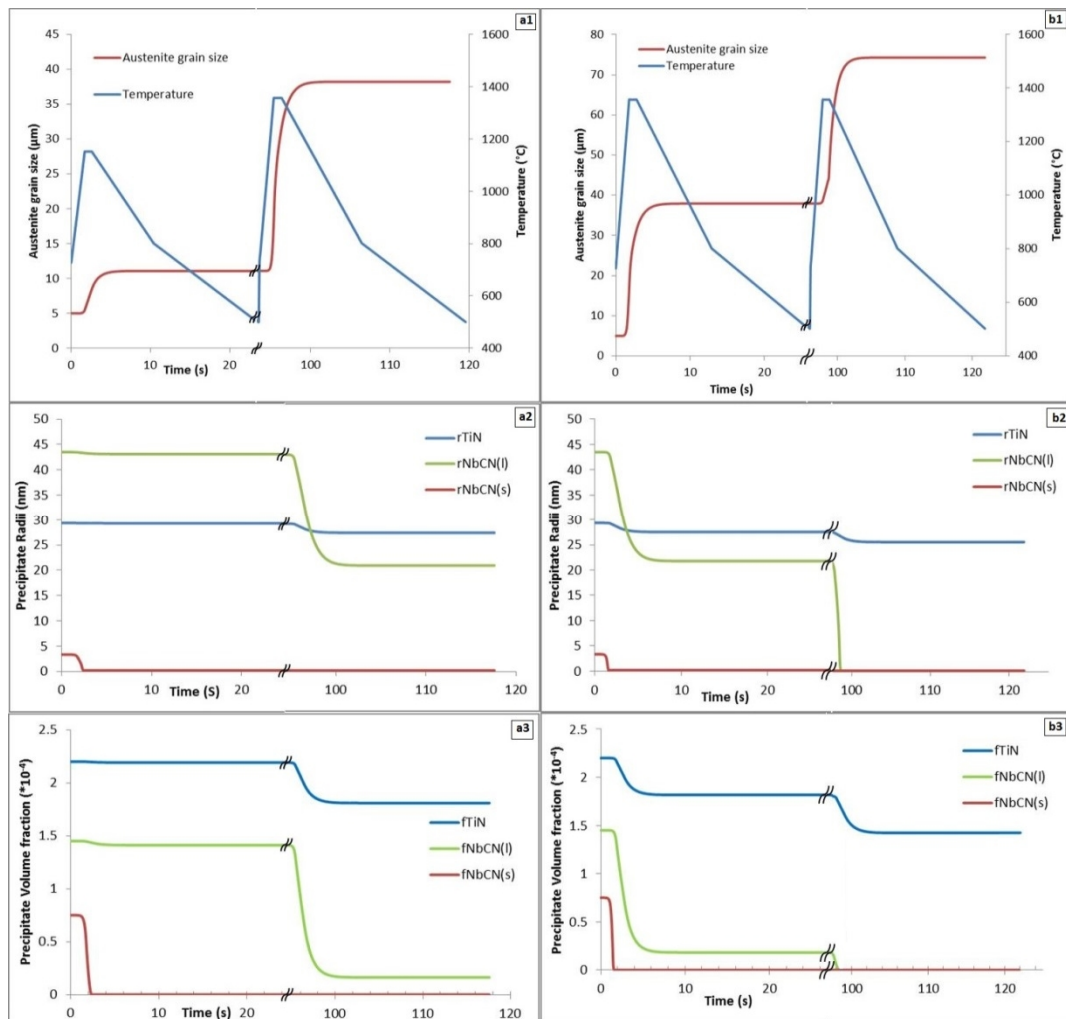 a1
45
40
35
30
25
20
15
10
5
0
Austenite grain size (μm)
Austenite grain size
Temperature
1600
1400
1200
1000
800
600
400
Temperature (°C)
0 10 20 100 110 120
Time (s)
b1
80
70
60
50
40
30
20
10
0
Austenite grain size (μm)
Austenite grain size
Temperature
1600
1400
1200
1000
800
600
400
Temperature (°C)
0 10 20 100 110 120
Time (s)
a2
50
45
40
35
30
25
20
15
10
5
0
Precipitate Radii (nm)
rTiN
rNbCN(l)
rNbCN(s)
0 10 20 100 110 120
Time (S)
b2
50
45
40
35
30
25
20
15
10
5
0
Precipitate Radii (nm)
rTiN
rNbCN(l)
rNbCN(s)
0 10 20 100 110 120
Time (s)
a3
2.5
2
1.5
1
0.5
0
Precipitate Volume fraction (*10⁻⁴)
fTiN
fNbCN(l)
fNbCN(s)
0 10 20 100 110 120
Time (s)
b3
2.5
2
1.5
1
0.5
0
Precipitate Volume fraction (*10⁻⁴)
fTiN
fNbCN(l)
fNbCN(s)
0 10 20 100 110 120
Time (s)